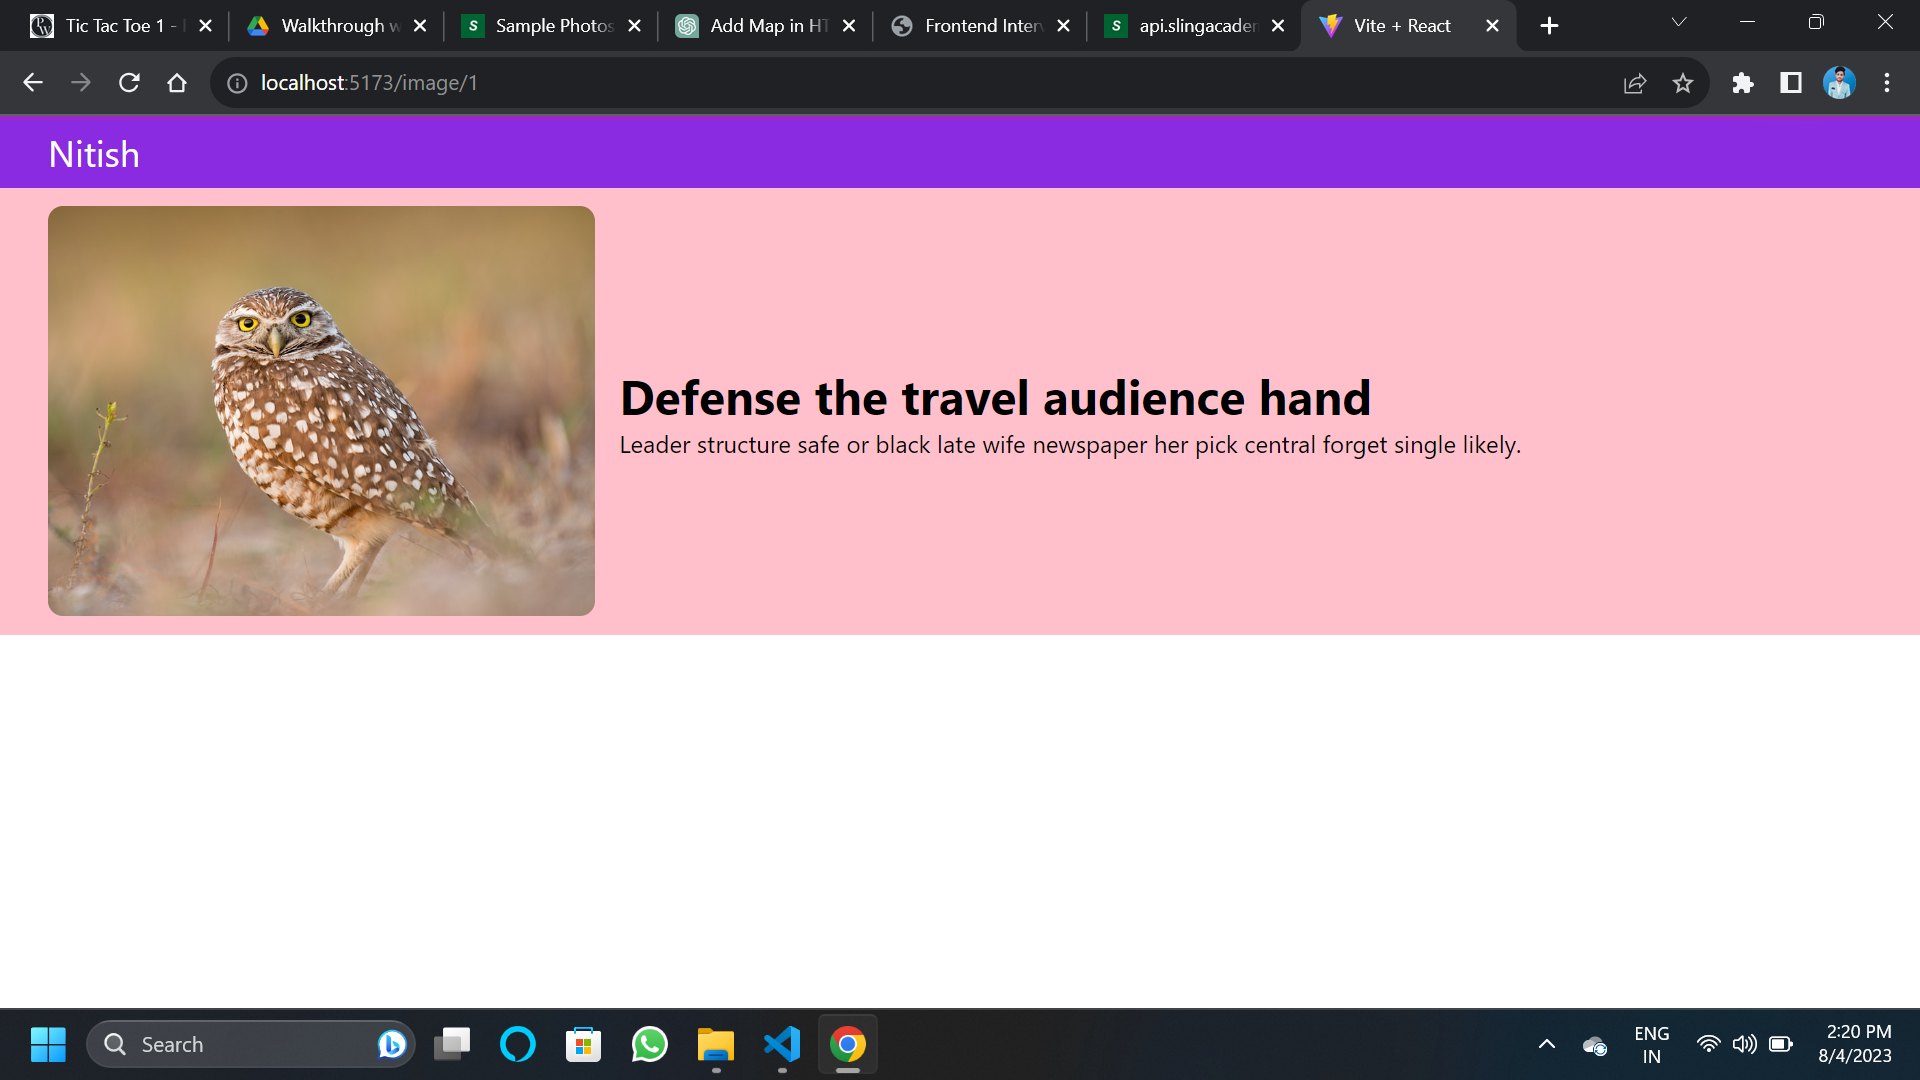 Tic Tac Toe 1 -
Walkthrough w
Sample Photos
Add Map in HT
Frontend Interv
api.slingacaden
Vite + React
localhost:5173/image/1
Nitish
Defense the travel audience hand
Leader structure safe or black late wife newspaper her pick central forget single likely.
Search
ENG
IN
2:20 PM
8/4/2023